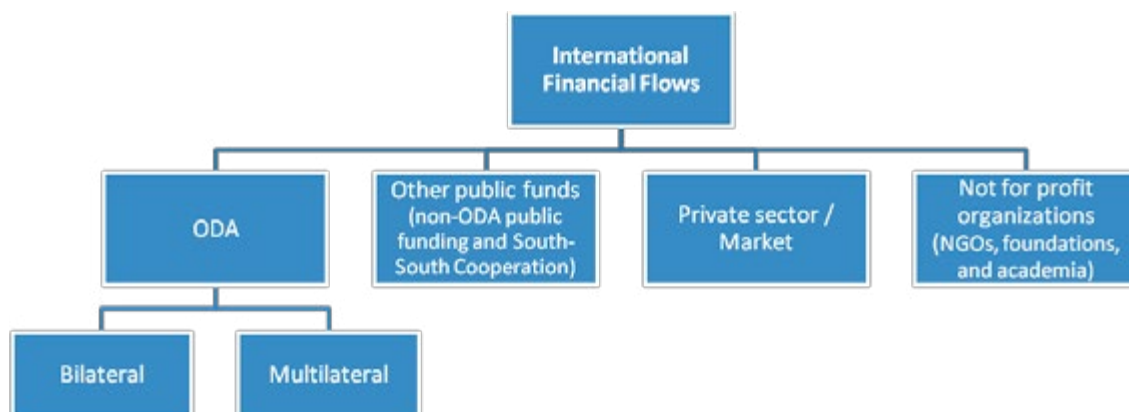 International
Financial Flows
ODA
Other public funds
(non-ODA public
funding and South-
South Cooperation)
Private sector /
Market
Not for profit
organizations
(NGOs, foundations,
and academia)
Bilateral
Multilateral